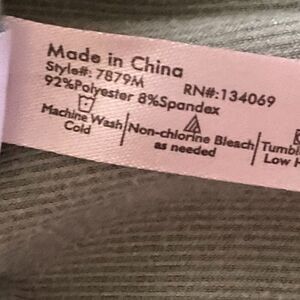 Made in China
Style#: 7879M RN#:134069
92%Polyester 8%Spandex
Machine Wash Non-chlorine Bleach
Cold as needed Low